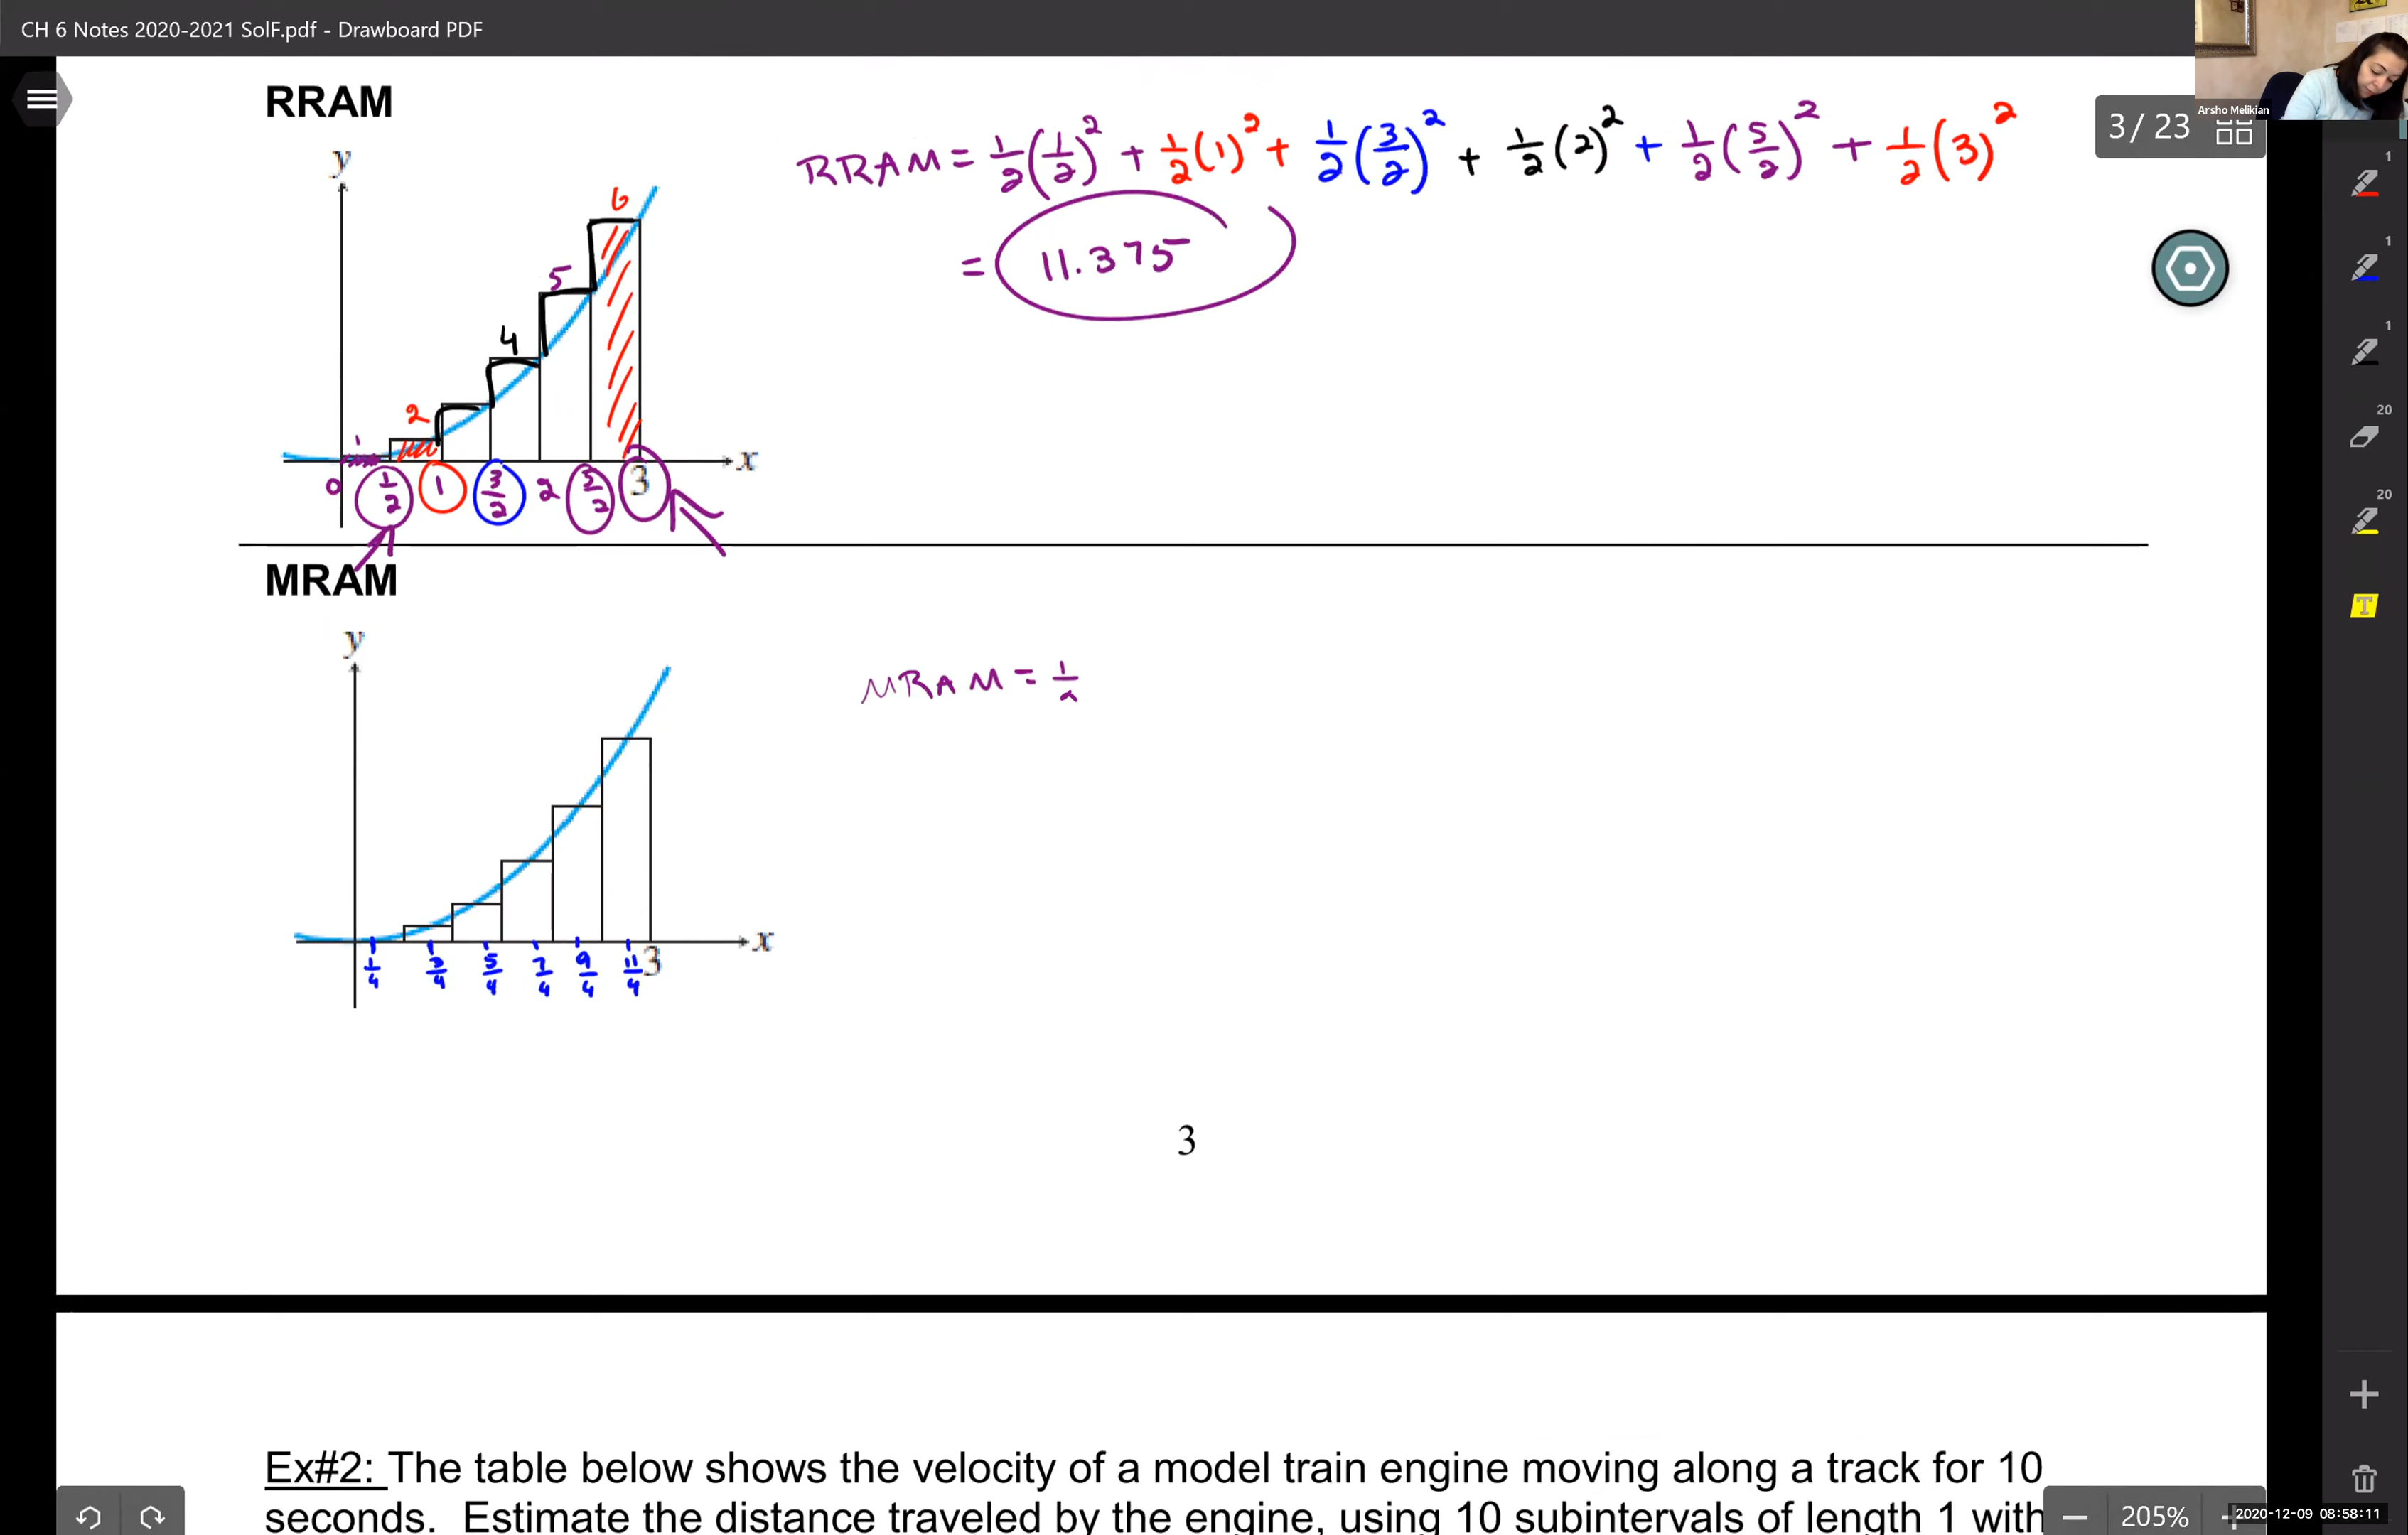 CH 6 Notes 2020-2021 SolF.pdf - Drawboard PDF
Arsho Melikian
3 / 23
RRAM
RRAM = 1/2(1/2)² + 1/2(1)² + 1/2(3/2)² + 1/2(2)² + 1/2(5/2)² + 1/2(3)²
= 11.375
y
6
5
4
2
1
x
0 1/2 1 3/2 2 5/2 3
MRAM
y
MRAM = 1/2
x
1/4 3/4 5/4 7/4 9/4 11/4 3
3
Ex#2: The table below shows the velocity of a model train engine moving along a track for 10
seconds. Estimate the distance traveled by the engine, using 10 subintervals of length 1 with
1
1
1
20
20
T
205%
2020-12-09 08:58:11